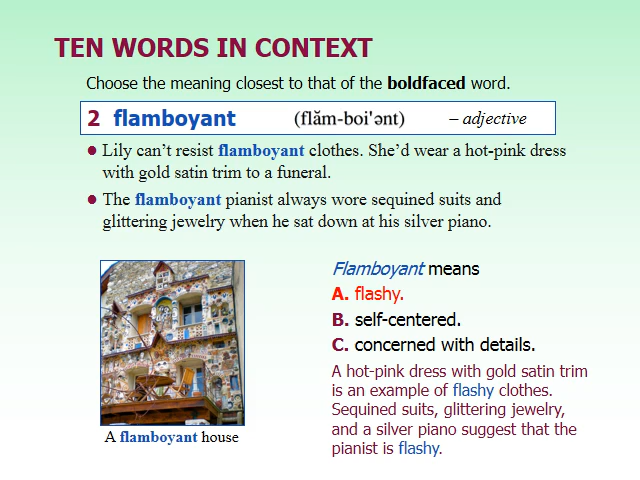 TEN WORDS IN CONTEXT
Choose the meaning closest to that of the boldfaced word.
2 flamboyant (flăm-boi'ənt) – adjective
● Lily can’t resist flamboyant clothes. She’d wear a hot-pink dress
with gold satin trim to a funeral.
● The flamboyant pianist always wore sequined suits and
glittering jewelry when he sat down at his silver piano.
A flamboyant house
Flamboyant means
A. flashy.
B. self-centered.
C. concerned with details.
A hot-pink dress with gold satin trim
is an example of flashy clothes.
Sequined suits, glittering jewelry,
and a silver piano suggest that the
pianist is flashy.